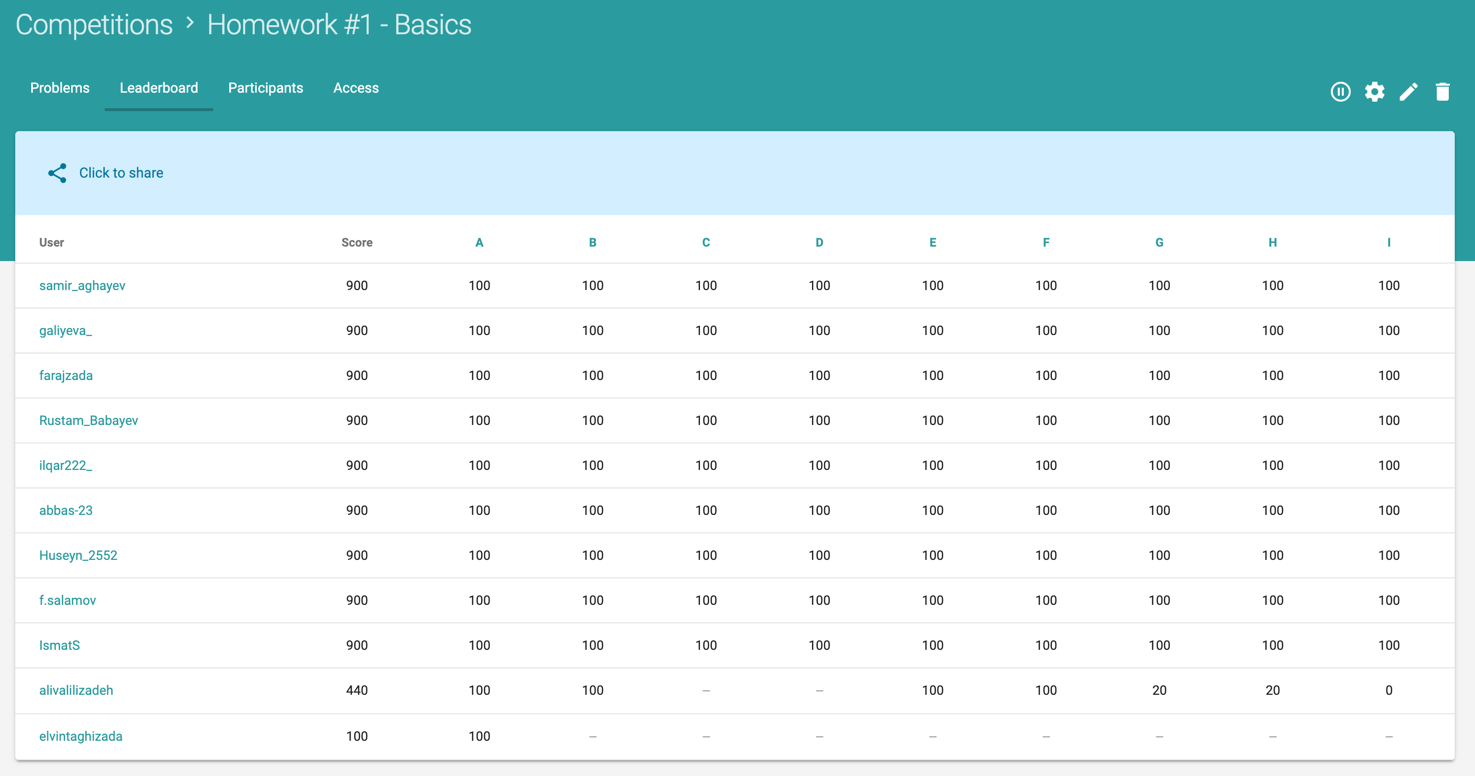 Competitions > Homework #1 - Basics
Problems Leaderboard Participants Access
Click to share
User Score A B C D E F G H I
samir_aghayev 900 100 100 100 100 100 100 100 100 100
galiyeva_ 900 100 100 100 100 100 100 100 100 100
farajzada 900 100 100 100 100 100 100 100 100 100
Rustam_Babayev 900 100 100 100 100 100 100 100 100 100
ilqar222_ 900 100 100 100 100 100 100 100 100 100
abbas-23 900 100 100 100 100 100 100 100 100 100
Huseyn_2552 900 100 100 100 100 100 100 100 100 100
f.salamov 900 100 100 100 100 100 100 100 100 100
IsmatS 900 100 100 100 100 100 100 100 100 100
alivalilizadeh 440 100 100 – – 100 100 20 20 0
elvintaghizada 100 100 – – – – – – – –